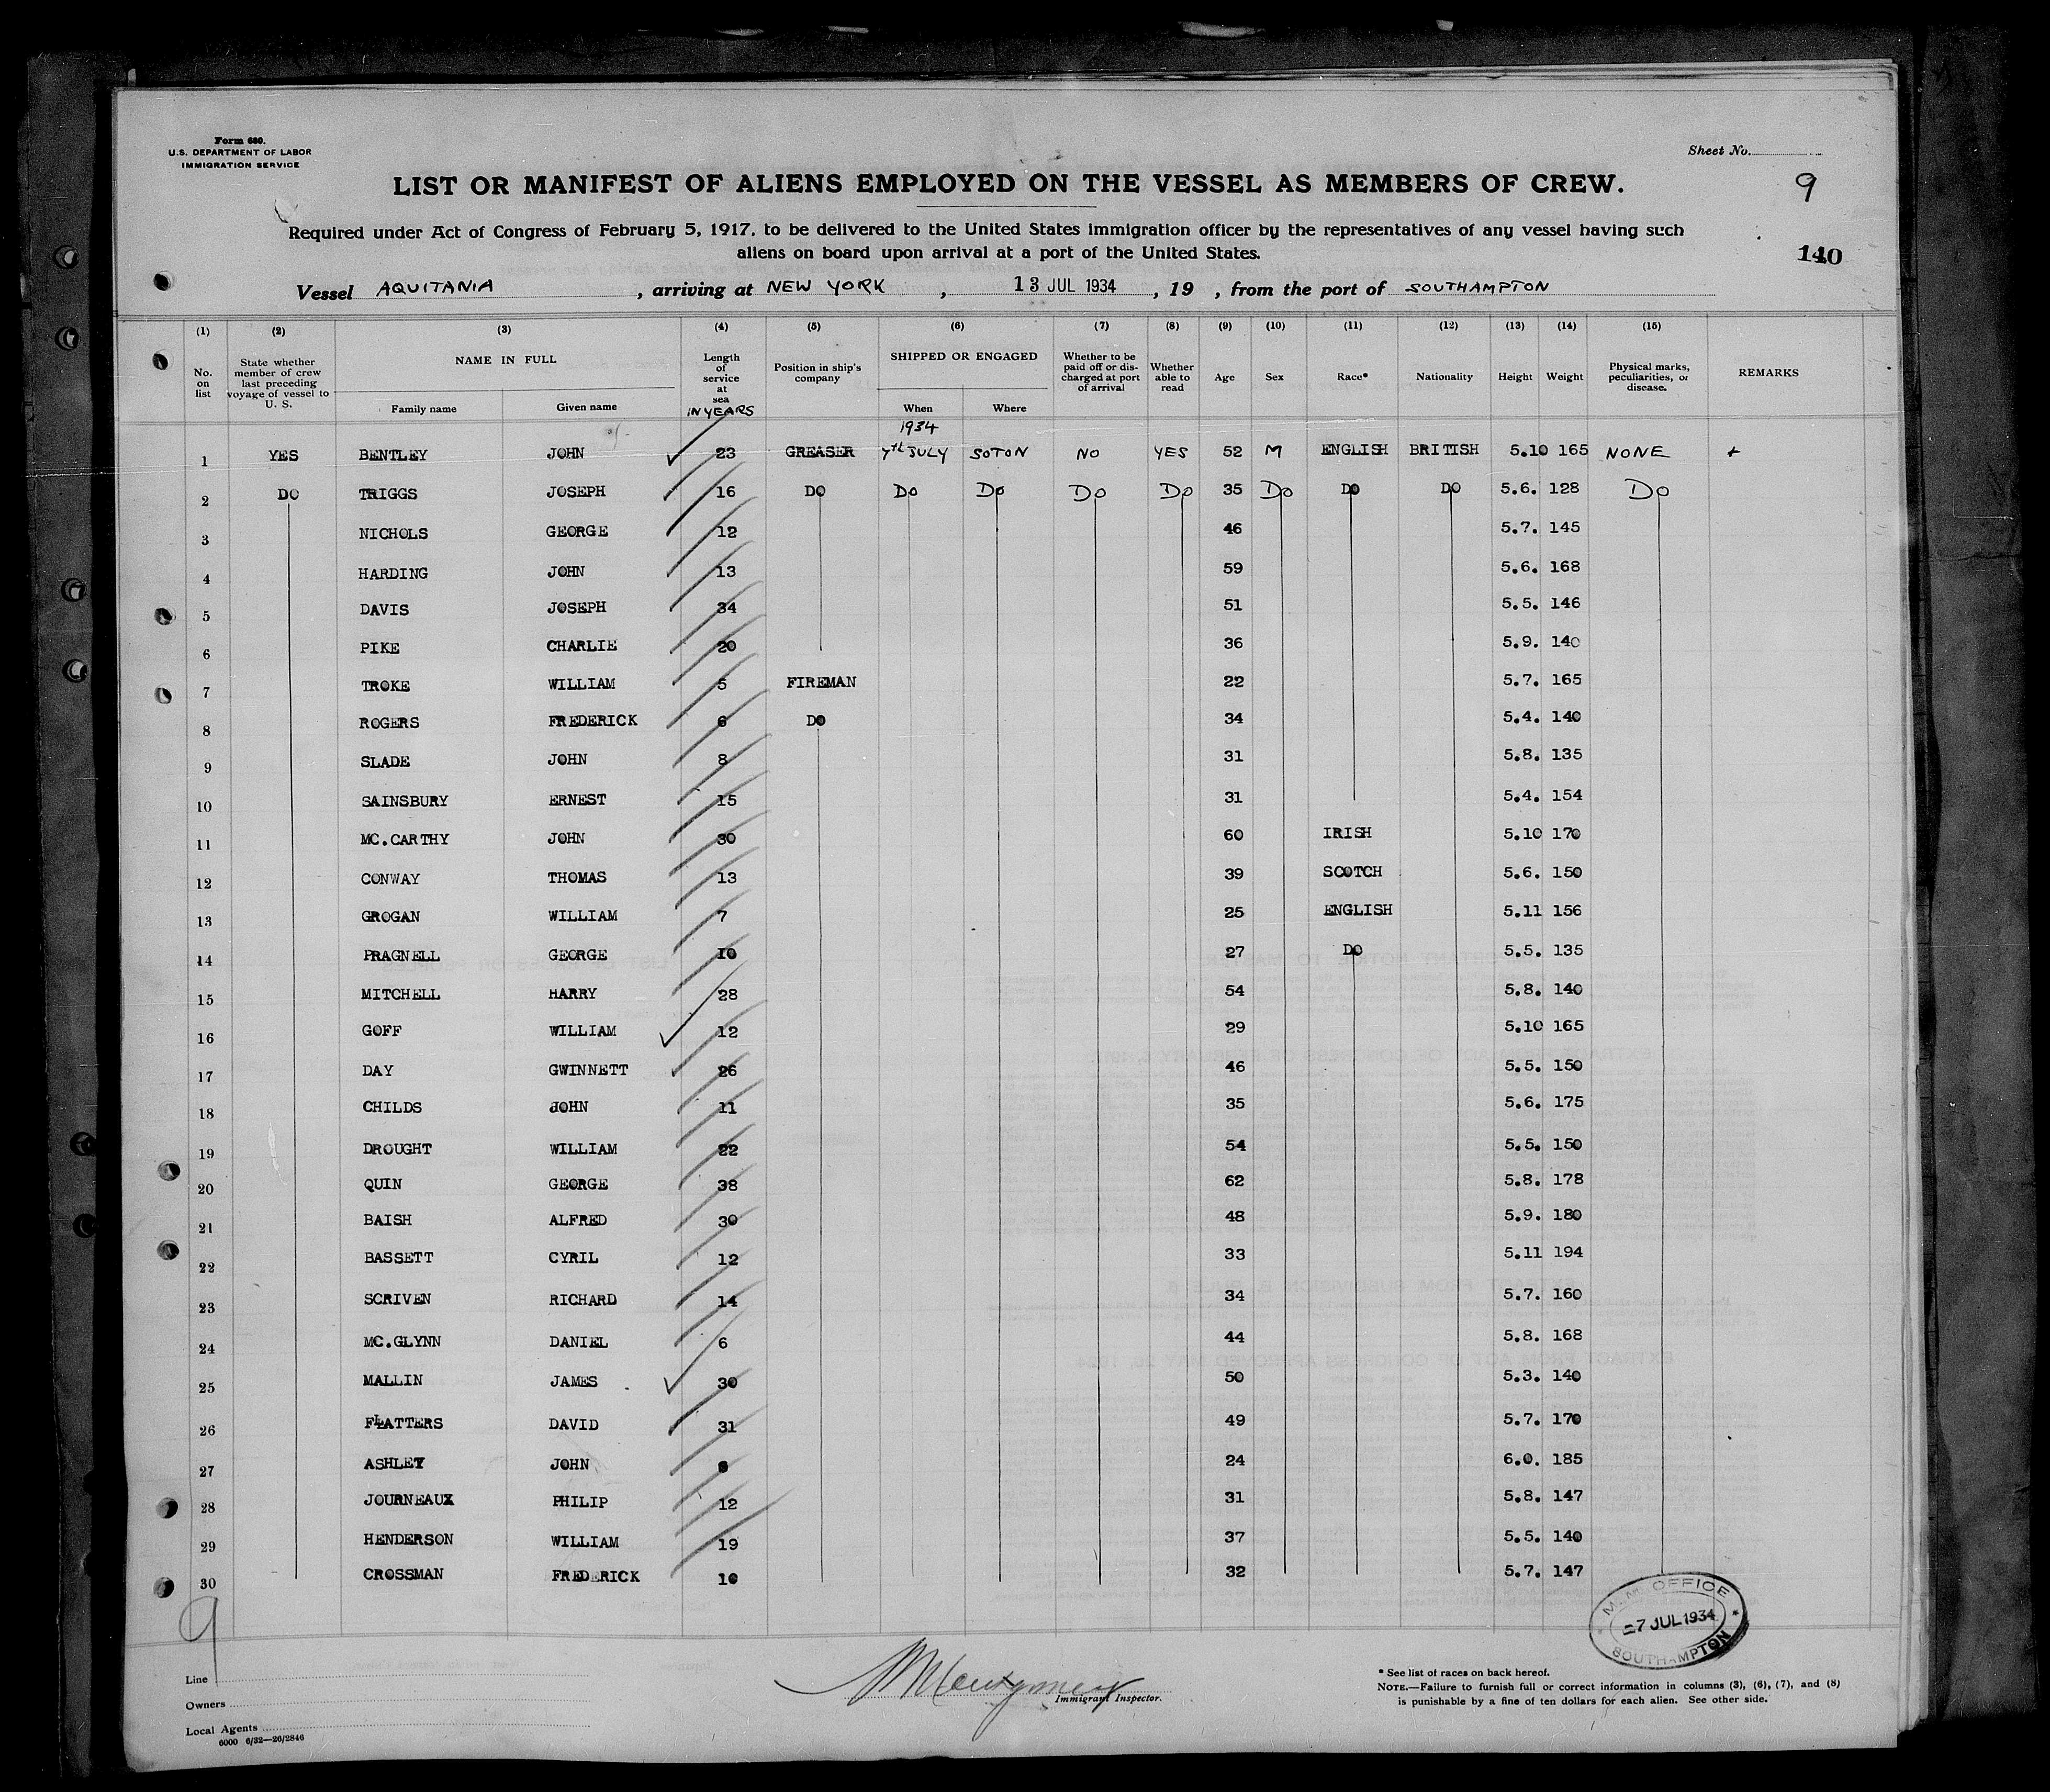 Form 680.
U.S. DEPARTMENT OF LABOR
IMMIGRATION SERVICE
Sheet No.
LIST OR MANIFEST OF ALIENS EMPLOYED ON THE VESSEL AS MEMBERS OF CREW.
9
Required under Act of Congress of February 5, 1917, to be delivered to the United States immigration officer by the representatives of any vessel having such
aliens on board upon arrival at a port of the United States.
140
Vessel AQUITANIA, arriving at NEW YORK, 13 JUL 1934, 19 , from the port of SOUTHAMPTON
(1) (2) (3) (4) (5) (6) (7) (8) (9) (10) (11) (12) (13) (14) (15)
No. on list
State whether member of crew last preceding voyage of vessel to U. S.
NAME IN FULL
Family name Given name
Length of service at sea
IN YEARS
Position in ship's company
SHIPPED OR ENGAGED
When Where
Whether to be paid off or discharged at port of arrival
Whether able to read
Age Sex Race* Nationality Height Weight
Physical marks, peculiarities, or disease.
REMARKS
1934
1 YES BENTLEY JOHN 23 GREASER 7th JULY SOTON NO YES 52 M ENGLISH BRITISH 5.10 165 NONE +
2 DO TRIGGS JOSEPH 16 DO DO DO DO DO 35 DO DO DO 5.6. 128 DO
3 NICHOLS GEORGE 12 46 5.7. 145
4 HARDING JOHN 13 59 5.6. 168
5 DAVIS JOSEPH 34 51 5.5. 146
6 PIKE CHARLIE 20 36 5.9. 140
7 TROKE WILLIAM 5 FIREMAN 22 5.7. 165
8 ROGERS FREDERICK 6 DO 34 5.4. 140
9 SLADE JOHN 8 31 5.8. 135
10 SAINSBURY ERNEST 15 31 5.4. 154
11 MC.CARTHY JOHN 30 60 IRISH 5.10 170
12 CONWAY THOMAS 13 39 SCOTCH 5.6. 150
13 GROGAN WILLIAM 7 25 ENGLISH 5.11 156
14 PRAGNELL GEORGE 10 27 DO 5.5. 135
15 MITCHELL HARRY 28 54 5.8. 140
16 GOFF WILLIAM 12 29 5.10 165
17 DAY GWINNETT 26 46 5.5. 150
18 CHILDS JOHN 11 35 5.6. 175
19 DROUGHT WILLIAM 22 54 5.5. 150
20 QUIN GEORGE 38 62 5.8. 178
21 BAISH ALFRED 30 48 5.9. 180
22 BASSETT CYRIL 12 33 5.11 194
23 SCRIVEN RICHARD 14 34 5.7. 160
24 MC.GLYNN DANIEL 6 44 5.8. 168
25 MALLIN JAMES 30 50 5.3. 140
26 FLATTERS DAVID 31 49 5.7. 170
27 ASHLEY JOHN 24 6.0. 185
28 JOURNEAUX PHILIP 12 31 5.8. 147
29 HENDERSON WILLIAM 19 37 5.5. 140
30 CROSSMAN FREDERICK 10 32 5.7. 147
9
M.M. OFFICE
7 JUL 1934
SOUTHAMPTON
Line
Owners
Local Agents
6000 6/32—26/2846
Montgomery
Immigrant Inspector.
* See list of races on back hereof.
NOTE.—Failure to furnish full or correct information in columns (3), (6), (7), and (8)
is punishable by a fine of ten dollars for each alien. See other side.